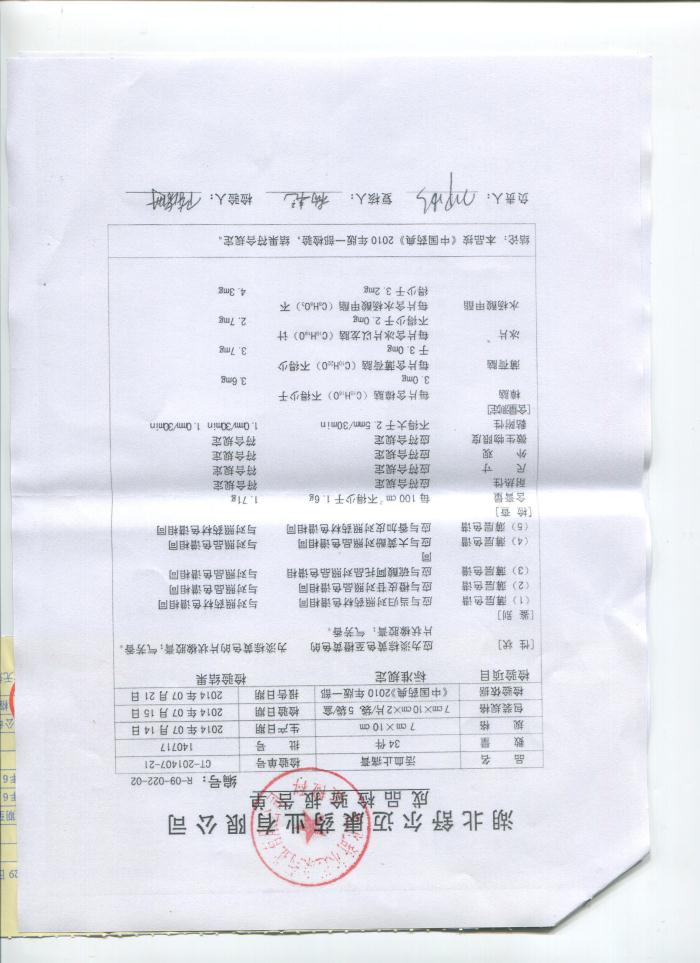 湖北舒尔迈康药业有限公司
成品检验报告单
编号：R-09-022-02
品 名 活血止痛膏 检验单号 CT-201407-21
数 量 34件 批 号 140717
规 格 7cm×10cm 生产日期 2014年07月14日
包装规格 7cm×10cm×2片/袋 5袋/盒 检验日期 2014年07月15日
检验依据 《中国药典》2010年版一部 报告日期 2014年07月21日
检验项目 标准规定 检验结果
[性 状] 应为淡棕黄色至橙黄色的 为淡棕黄色的片状橡胶膏；气芳香。
片状橡胶膏；气芳香。
[鉴 别]
(1) 薄层色谱 应与当归对照药材色谱相同 与对照药材色谱相同
(2) 薄层色谱 应与橙皮苷对照品色谱相同 与对照品色谱相同
(3) 薄层色谱 应与硫酸阿托品对照品色谱相 与对照品色谱相同
同
(4) 薄层色谱 应与大黄酚对照品色谱相同 与对照品色谱相同
(5) 薄层色谱 应与香加皮对照药材色谱相同 与对照药材色谱相同
[检 查]
含膏量 每100cm²不得少于1.6g 1.71g
耐热性 应符合规定 符合规定
尺 寸 应符合规定 符合规定
外 观 应符合规定 符合规定
微生物限度 应符合规定 符合规定
黏附性 不得大于2.5mm/30min 1.0mm/30min 1.0mm/30min
[含量测定]
樟脑 每片含樟脑（C₁₀H₁₆O）不得少于
3.0mg 3.6mg
薄荷脑 每片含薄荷脑（C₁₀H₂₀O）不得少
于3.0mg 3.7mg
冰片 每片含冰片以龙脑（C₁₀H₁₈O）计
不得少于2.0mg 2.7mg
水杨酸甲酯 每片含水杨酸甲酯（C₈H₈O₃）不
得少于3.2mg 4.3mg
结论：本品按《中国药典》2010年版一部检验，结果符合规定。
负责人： 复核人： 检验人：